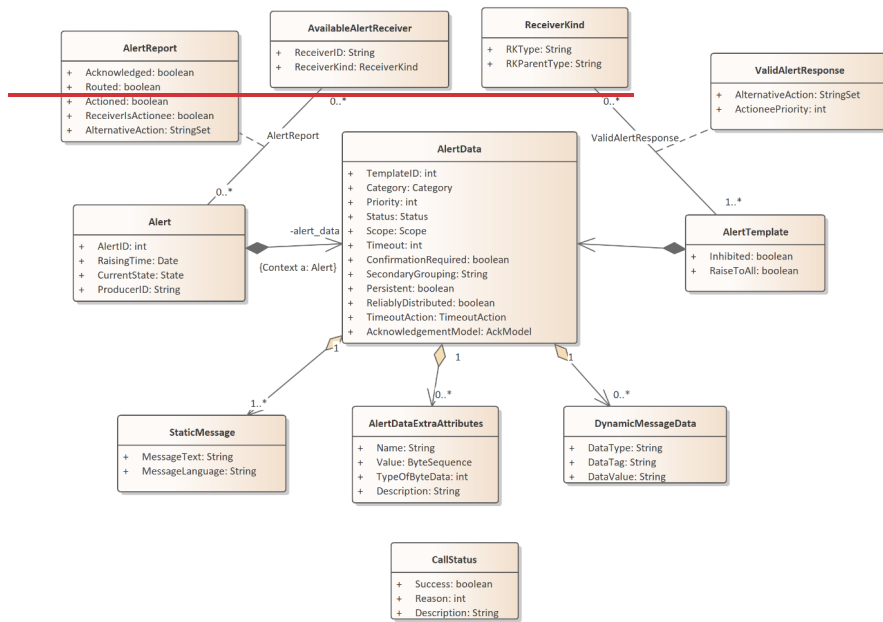 AlertReport
+ Acknowledged: boolean
+ Routed: boolean
+ Actioned: boolean
+ ReceiverIsActionee: boolean
+ AlternativeAction: StringSet
AvailableAlertReceiver
+ ReceiverID: String
+ ReceiverKind: ReceiverKind
ReceiverKind
+ RKType: String
+ RKParentType: String
ValidAlertResponse
+ AlternativeAction: StringSet
+ ActioneePriority: int
0..*
0..*
AlertReport
ValidAlertResponse
0..*
1..*
AlertData
+ TemplateID: int
+ Category: Category
+ Priority: int
+ Status: Status
+ Scope: Scope
+ Timeout: int
+ ConfirmationRequired: boolean
+ SecondaryGrouping: String
+ Persistent: boolean
+ ReliablyDistributed: boolean
+ TimeoutAction: TimeoutAction
+ AcknowledgementModel: AckModel
Alert
+ AlertID: int
+ RaisingTime: Date
+ CurrentState: State
+ ProducerID: String
-alert_data
{Context a: Alert}
AlertTemplate
+ Inhibited: boolean
+ RaiseToAll: boolean
1
1
1
1..*
0..*
0..*
StaticMessage
+ MessageText: String
+ MessageLanguage: String
AlertDataExtraAttributes
+ Name: String
+ Value: ByteSequence
+ TypeOfByteData: int
+ Description: String
DynamicMessageData
+ DataType: String
+ DataTag: String
+ DataValue: String
CallStatus
+ Success: boolean
+ Reason: int
+ Description: String